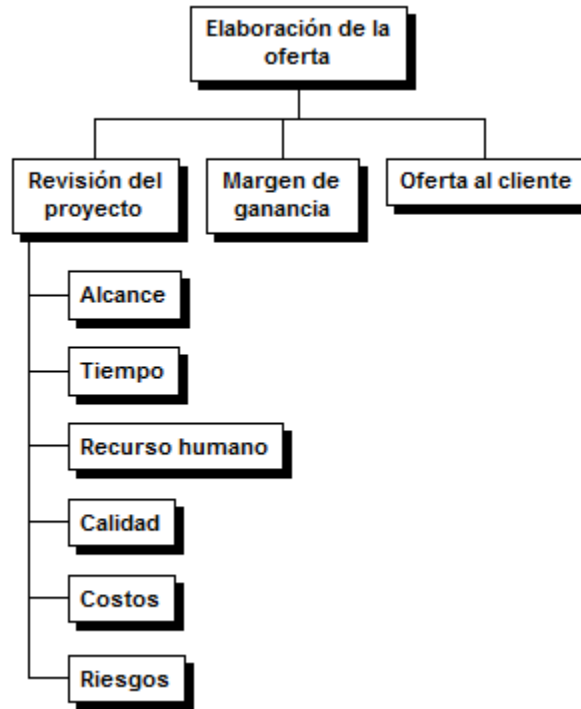 Elaboración de la
oferta
Revisión del
proyecto
Margen de
ganancia
Oferta al cliente
Alcance
Tiempo
Recurso humano
Calidad
Costos
Riesgos